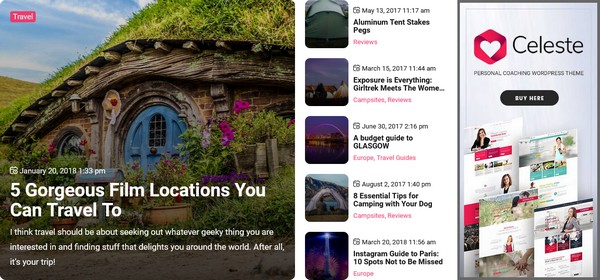 Travel
January 20, 2018 1:33 pm
5 Gorgeous Film Locations You
Can Travel To
I think travel should be about seeking out whatever geeky thing you are
interested in and finding stuff that delights you around the world. After all,
it's your trip!
May 13, 2017 11:17 am
Aluminum Tent Stakes
Pegs
Reviews
March 15, 2017 11:44 am
Exposure is Everything:
Girltrek Meets The Wome...
Campsites, Reviews
June 30, 2017 2:16 pm
A budget guide to
GLASGOW
Europe, Travel Guides
August 2, 2017 1:40 pm
8 Essential Tips for
Camping with Your Dog
Campsites, Reviews
March 20, 2018 11:56 am
Instagram Guide to Paris:
10 Spots Not to Be Missed
Europe
Celeste
PERSONAL COACHING WORDPRESS THEME
BUY HERE